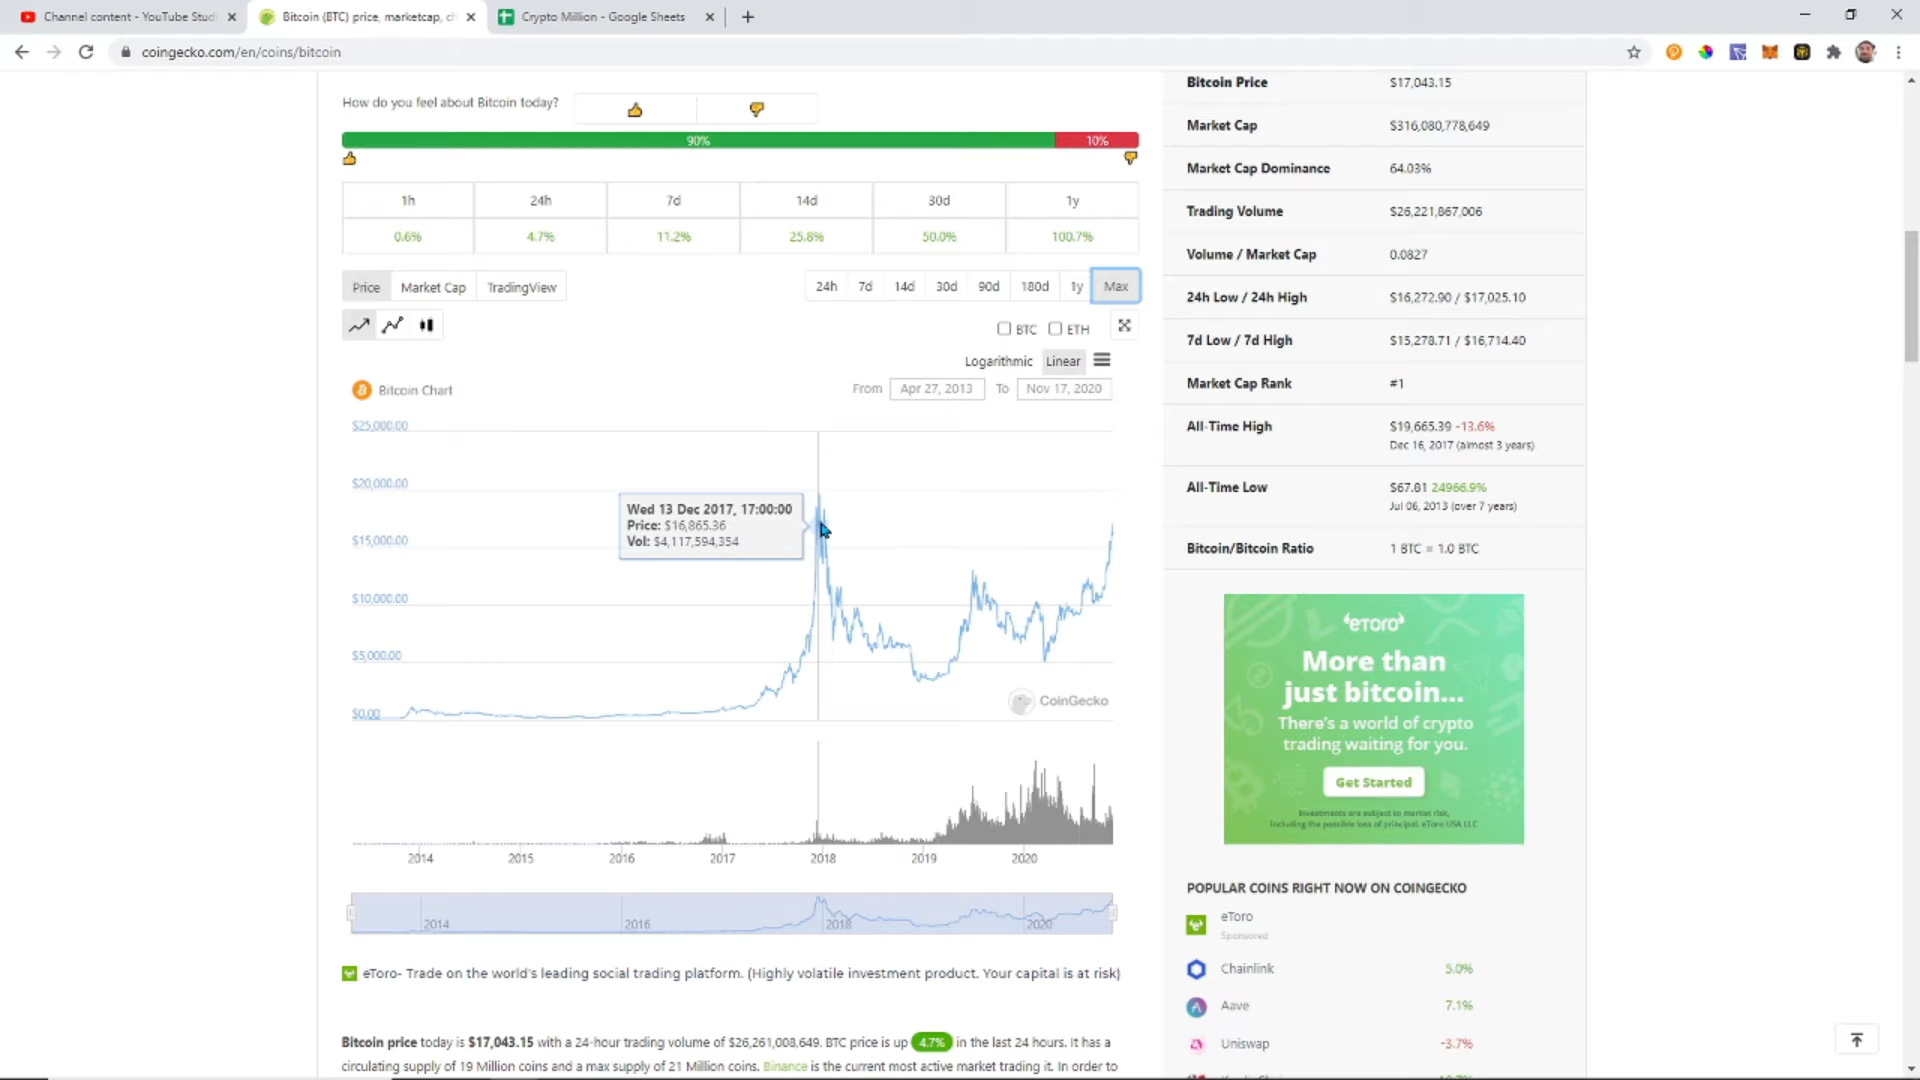 Channel content - YouTube Studi
Bitcoin (BTC) price, marketcap, ch
Crypto Million - Google Sheets
coingecko.com/en/coins/bitcoin
How do you feel about Bitcoin today?
90%
10%
1h 24h 7d 14d 30d 1y
0.6% 4.7% 11.2% 25.8% 50.0% 100.7%
Price Market Cap TradingView
24h 7d 14d 30d 90d 180d 1y Max
BTC ETH
Logarithmic Linear
Bitcoin Chart
From Apr 27, 2013 To Nov 17, 2020
$25,000.00
$20,000.00
Wed 13 Dec 2017, 17:00:00
Price: $16,865.36
Vol: $4,117,594,354
$15,000.00
$10,000.00
$5,000.00
$0.00
CoinGecko
2014 2015 2016 2017 2018 2019 2020
2014 2016 2018 2020
eToro- Trade on the world's leading social trading platform. (Highly volatile investment product. Your capital is at risk)
Bitcoin price today is $17,043.15 with a 24-hour trading volume of $26,261,008,649. BTC price is up 4.7% in the last 24 hours. It has a
circulating supply of 19 Million coins and a max supply of 21 Million coins. Binance is the current most active market trading it. In order to
Bitcoin Price $17,043.15
Market Cap $316,080,778,649
Market Cap Dominance 64.03%
Trading Volume $26,221,867,006
Volume / Market Cap 0.0827
24h Low / 24h High $16,272.90 / $17,025.10
7d Low / 7d High $15,278.71 / $16,714.40
Market Cap Rank #1
All-Time High $19,665.39 -13.6%
Dec 16, 2017 (almost 3 years)
All-Time Low $67.81 24966.9%
Jul 06, 2013 (over 7 years)
Bitcoin/Bitcoin Ratio 1 BTC = 1.0 BTC
eToro
More than
just bitcoin...
There's a world of crypto
trading waiting for you.
Get Started
Investments are subject to market risk,
including the possible loss of principal. eToro USA LLC
POPULAR COINS RIGHT NOW ON COINGECKO
eToro
Sponsored
Chainlink 5.0%
Aave 7.1%
Uniswap -3.7%